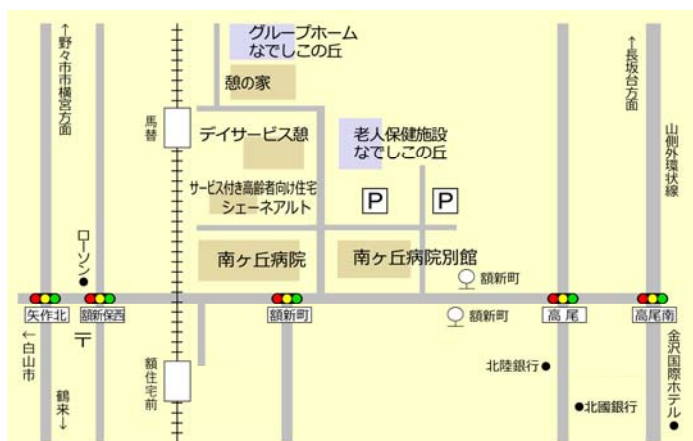 グループホーム
なでしこの丘
憩の家
↑野々市市横宮方面
↑長坂台方面
馬替
デイサービス憩
老人保健施設
なでしこの丘
山側外環状線
サービス付き高齢者向け住宅
シェーネアルト
P
P
ローソン
南ヶ丘病院
南ヶ丘病院別館
額新町
矢作北
額新保西
額新町
額新町
高尾
高尾南
〒
←白山市
鶴来→
額住宅前
北陸銀行
北國銀行
金沢国際ホテル